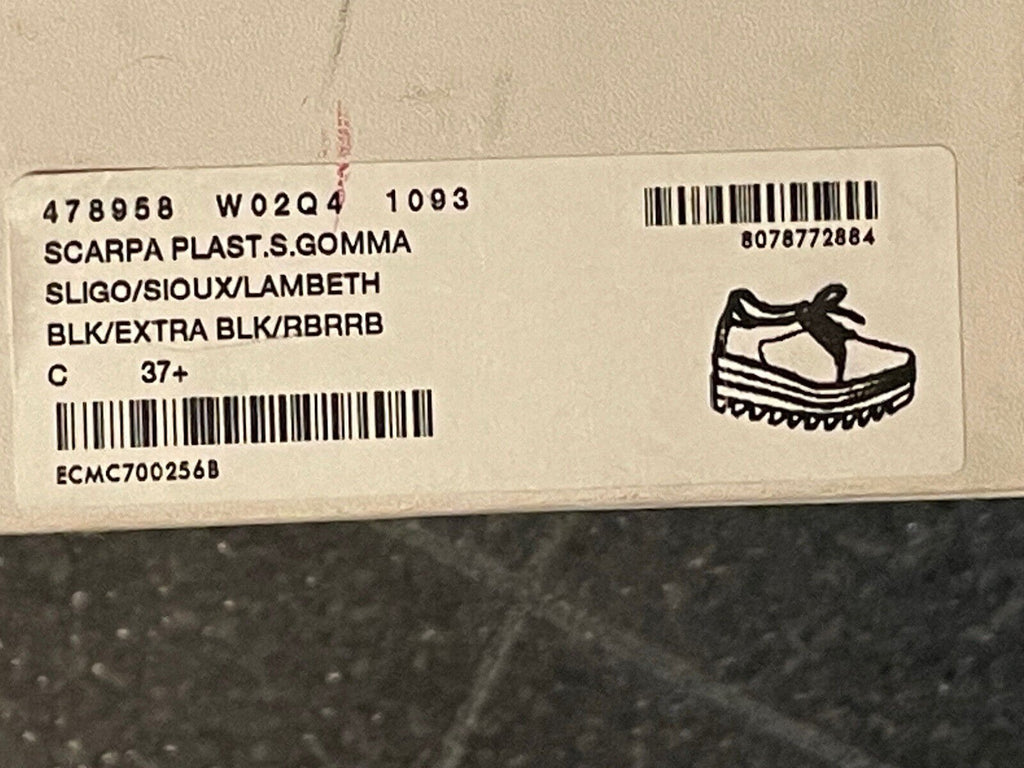 478958 W02Q4 1093
SCARPA PLAST.S.GOMMA
SLIGO/SIOUX/LAMBETH
BLK/EXTRA BLK/RBRRB
C 37+
ECMC700256B
8078772884